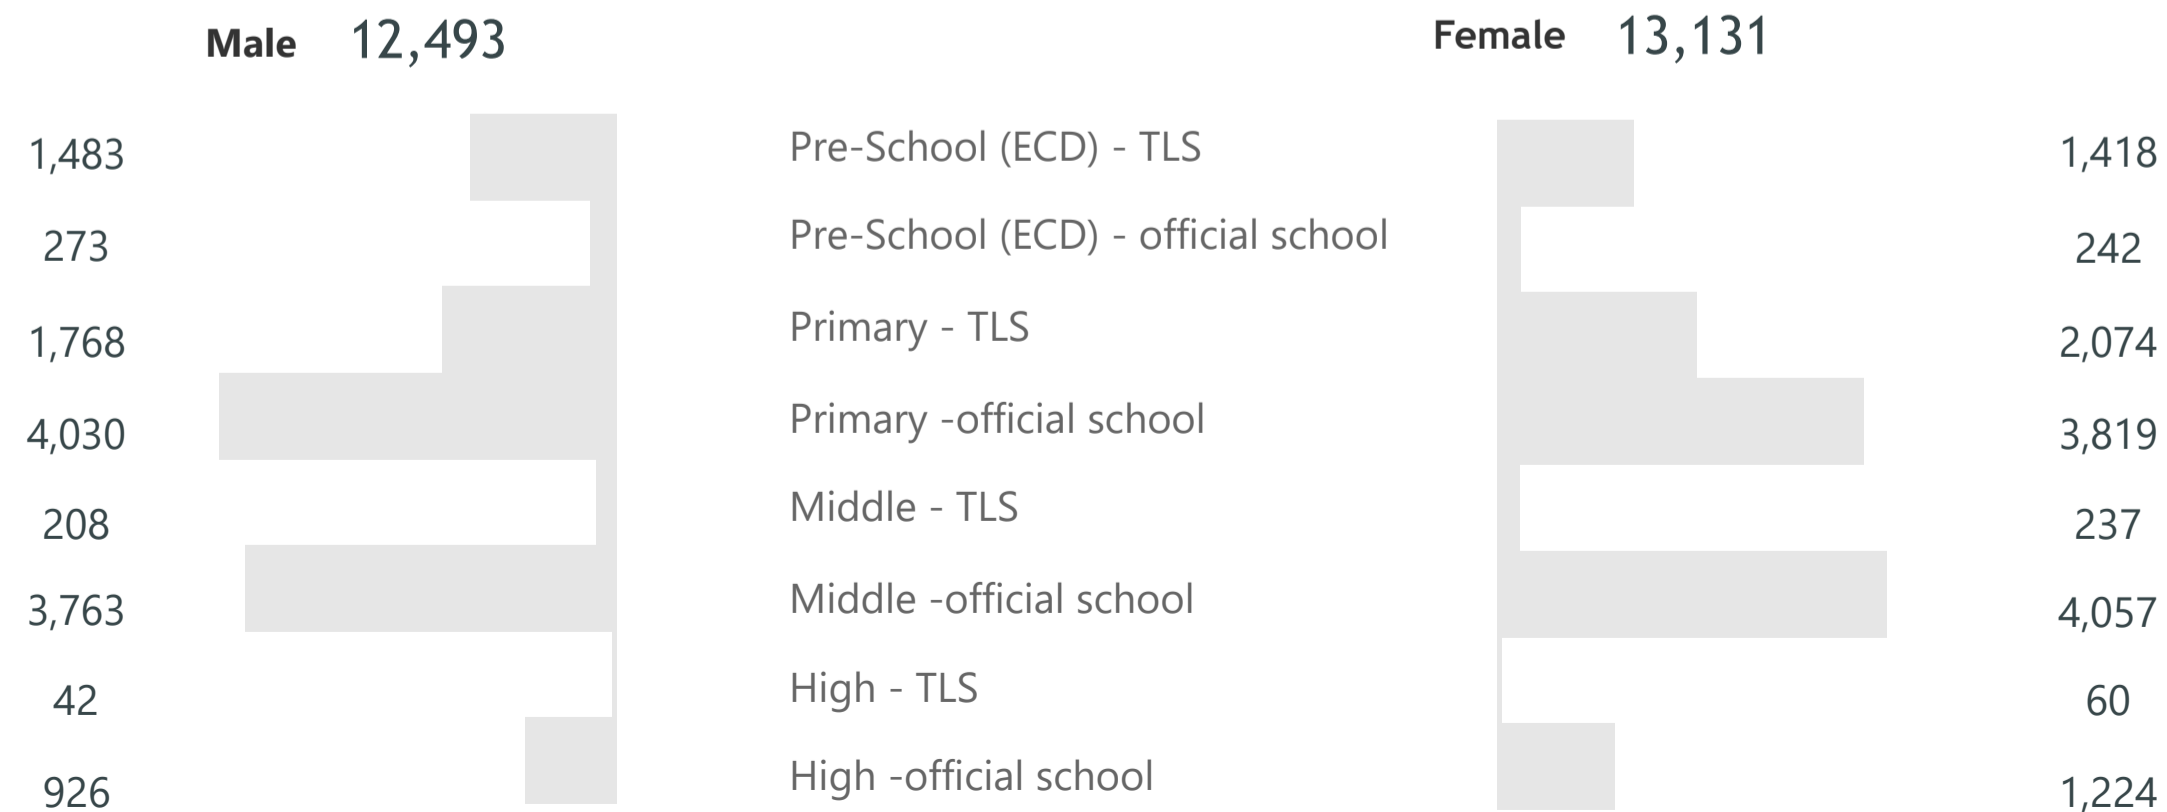 Male 12,493 Female 13,131
1,483 Pre-School (ECD) - TLS 1,418
273 Pre-School (ECD) - official school 242
1,768 Primary - TLS 2,074
4,030 Primary -official school 3,819
208 Middle - TLS 237
3,763 Middle -official school 4,057
42 High - TLS 60
926 High -official school 1,224